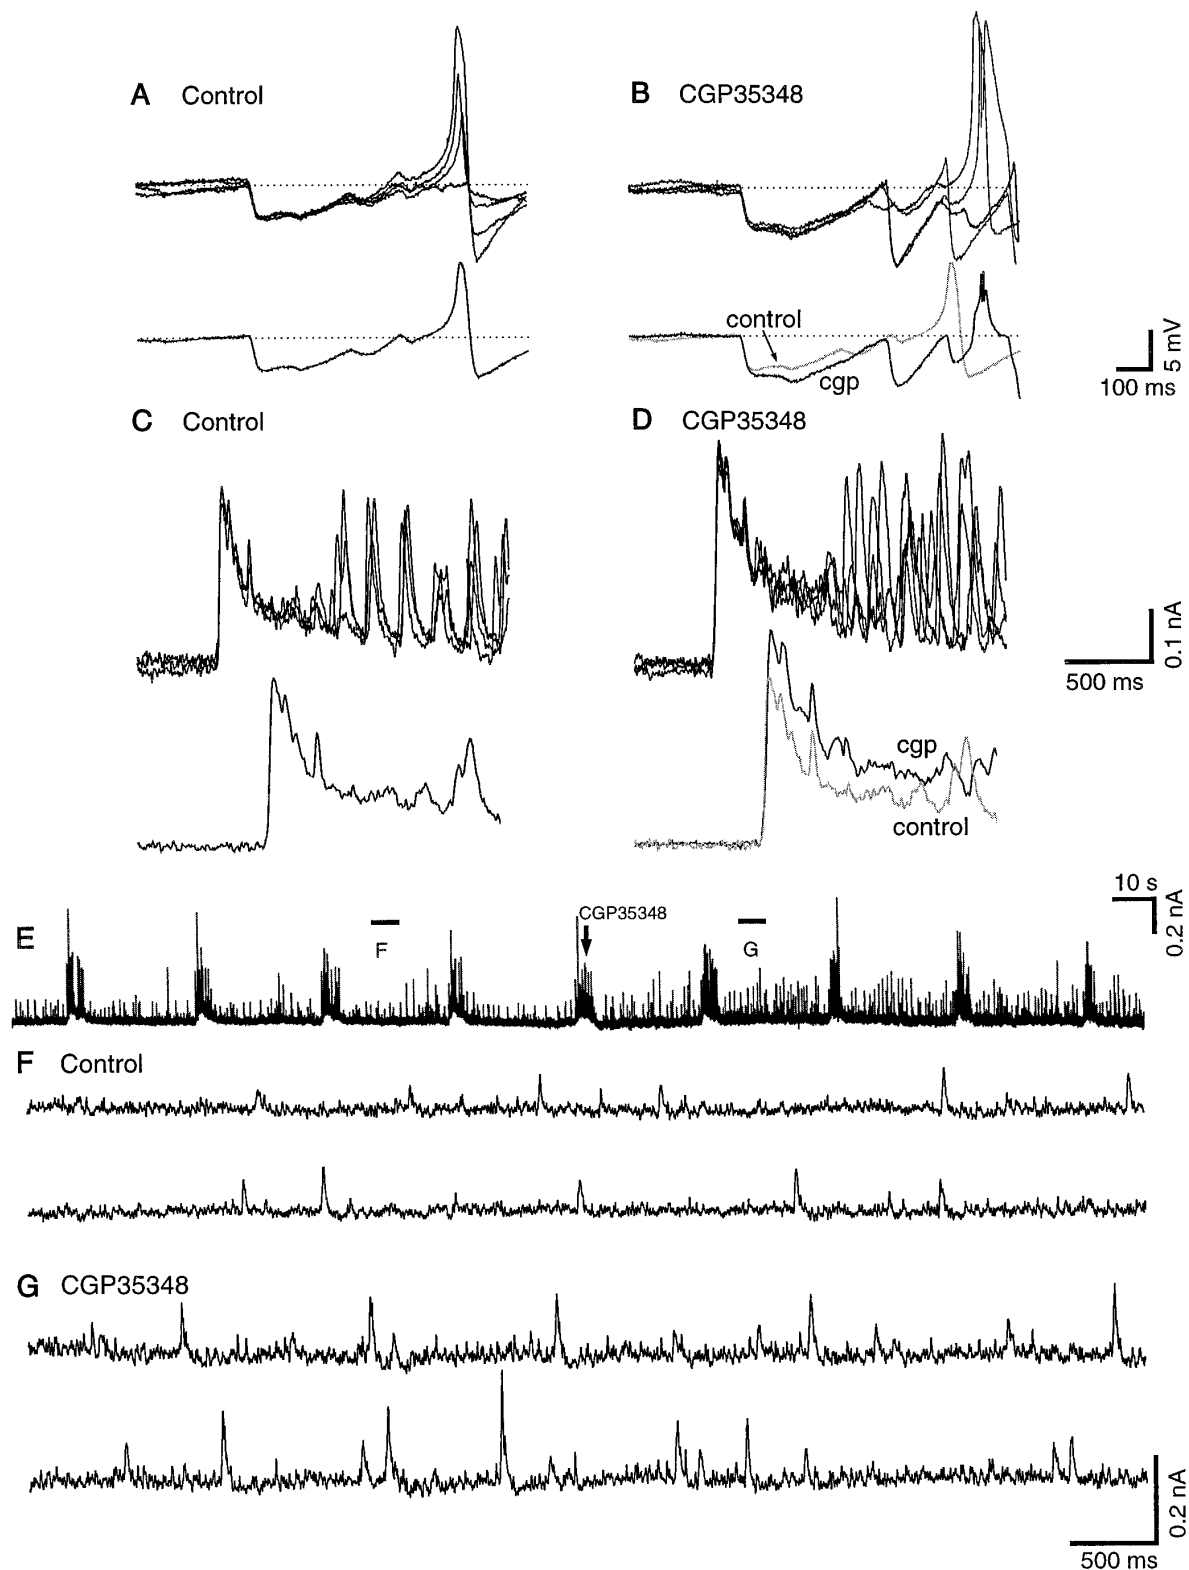 A Control
B CGP35348
control
cgp
5 mV
100 ms
C Control
D CGP35348
0.1 nA
500 ms
cgp
control
10 s
0.2 nA
E
F
CGP35348
G
F Control
G CGP35348
0.2 nA
500 ms